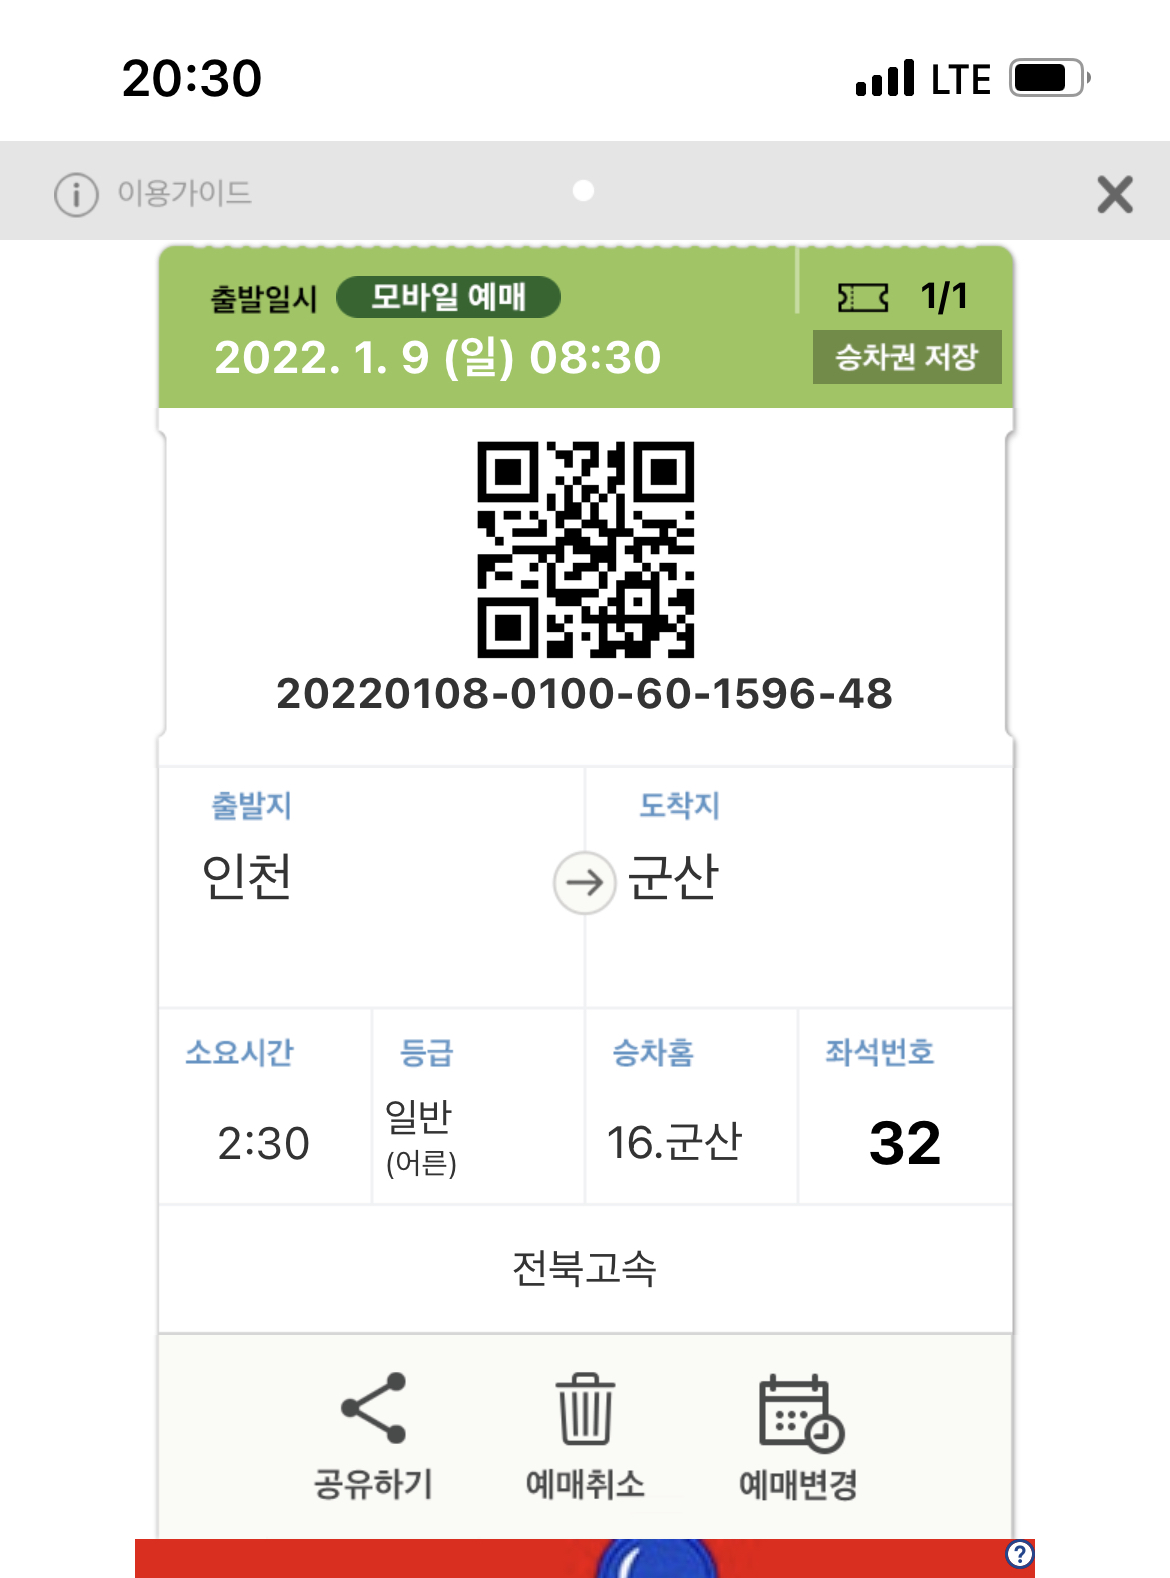 20:30 LTE
이용가이드
출발일시 모바일 예매 1/1
2022. 1. 9 (일) 08:30 승차권 저장
20220108-0100-60-1596-48
출발지 도착지
인천 군산
소요시간 등급 승차홈 좌석번호
2:30 일반 (어른) 16.군산 32
전북고속
공유하기 예매취소 예매변경